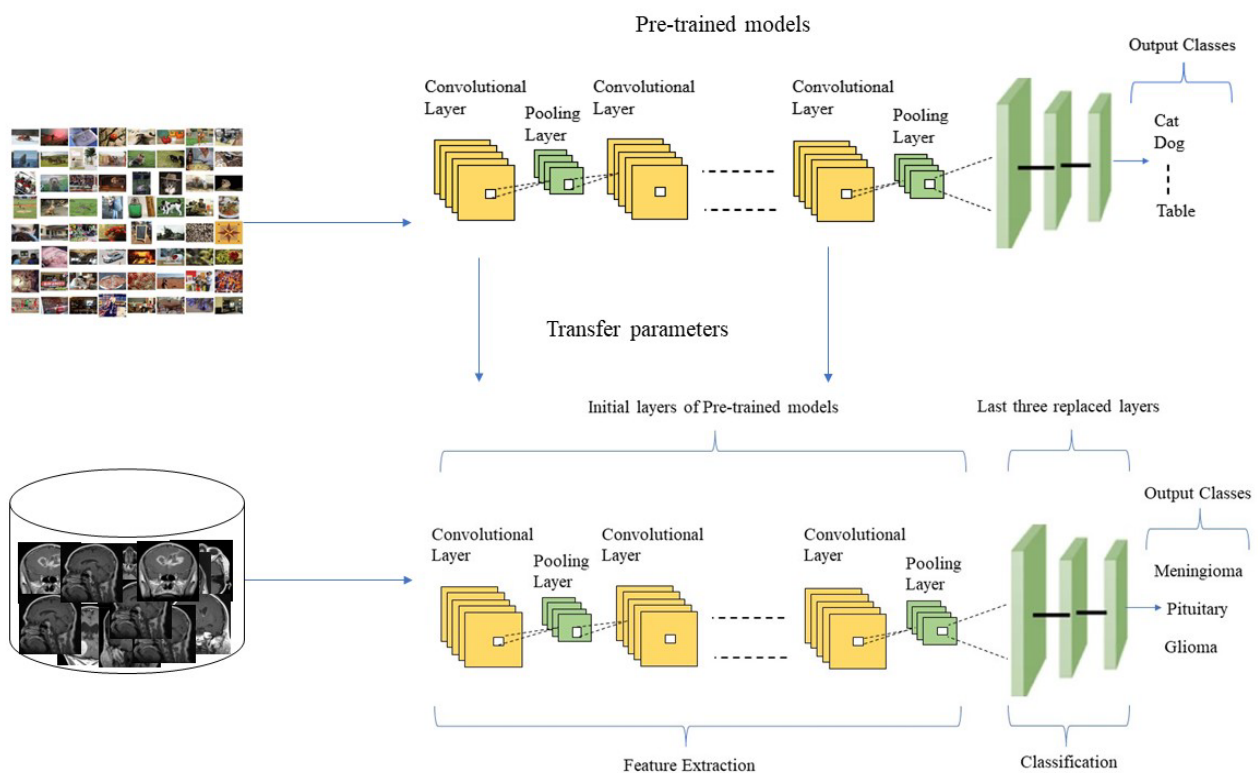 Pre-trained models
Output Classes
Convolutional
Layer
Pooling
Layer
Convolutional
Layer
Convolutional
Layer
Pooling
Layer
Cat
Dog
Table
Transfer parameters
Initial layers of Pre-trained models
Last three replaced layers
Output Classes
Convolutional
Layer
Pooling
Layer
Convolutional
Layer
Convolutional
Layer
Pooling
Layer
Meningioma
Pituitary
Glioma
Feature Extraction
Classification